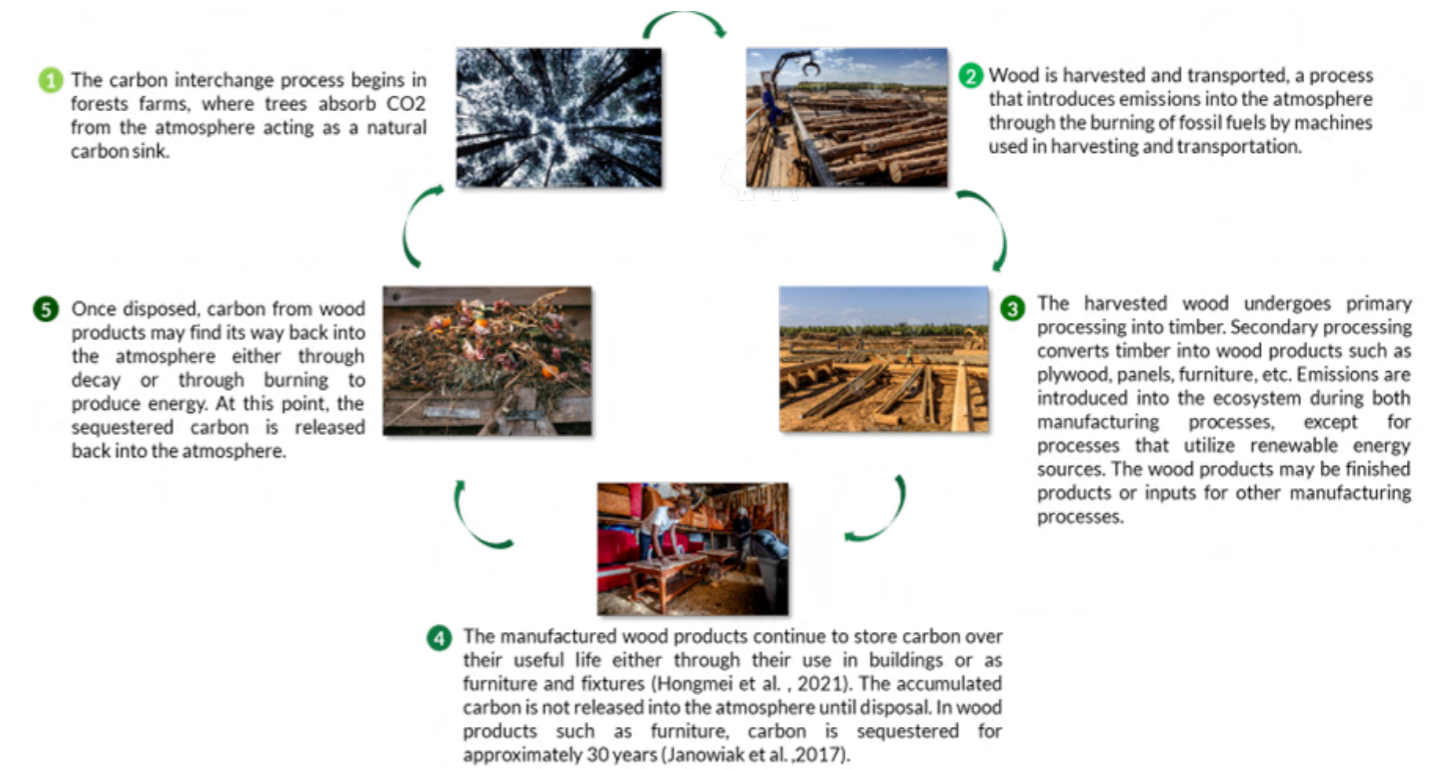 1 The carbon interchange process begins in
forests farms, where trees absorb CO2
from the atmosphere acting as a natural
carbon sink.
2 Wood is harvested and transported, a process
that introduces emissions into the atmosphere
through the burning of fossil fuels by machines
used in harvesting and transportation.
3 The harvested wood undergoes primary
processing into timber. Secondary processing
converts timber into wood products such as
plywood, panels, furniture, etc. Emissions are
introduced into the ecosystem during both
manufacturing processes, except for
processes that utilize renewable energy
sources. The wood products may be finished
products or inputs for other manufacturing
processes.
4 The manufactured wood products continue to store carbon over
their useful life either through their use in buildings or as
furniture and fixtures (Hongmei et al. , 2021). The accumulated
carbon is not released into the atmosphere until disposal. In wood
products such as furniture, carbon is sequestered for
approximately 30 years (Janowiak et al. ,2017).
5 Once disposed, carbon from wood
products may find its way back into
the atmosphere either through
decay or through burning to
produce energy. At this point, the
sequestered carbon is released
back into the atmosphere.